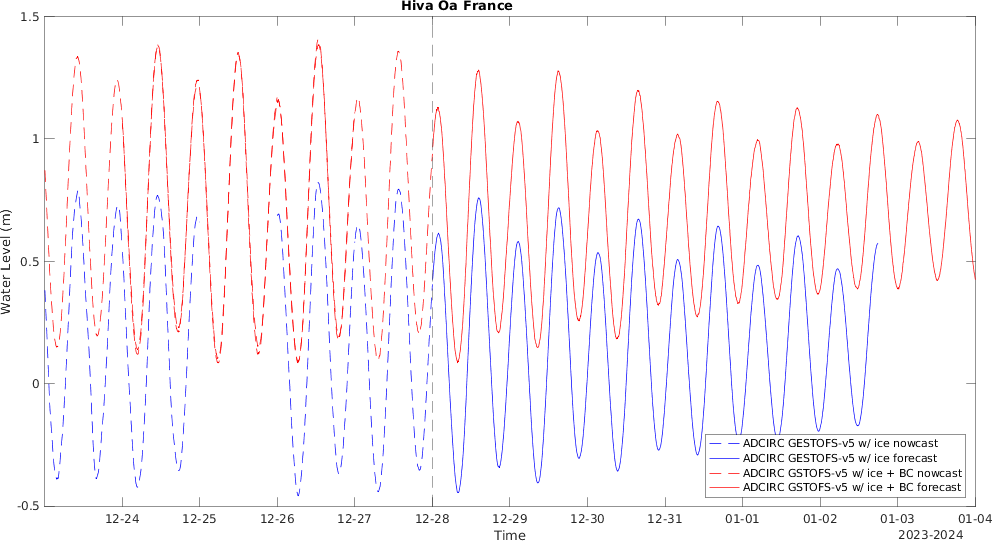 Hiva Oa France
1.5
1
0.5
0
-0.5
Water Level (m)
12-24
12-25
12-26
12-27
12-28
12-29
12-30
12-31
01-01
01-02
01-03
01-04
Time
2023-2024
ADCIRC GESTOFS-v5 w/ ice nowcast
ADCIRC GESTOFS-v5 w/ ice forecast
ADCIRC GSTOFS-v5 w/ ice + BC nowcast
ADCIRC GSTOFS-v5 w/ ice + BC forecast